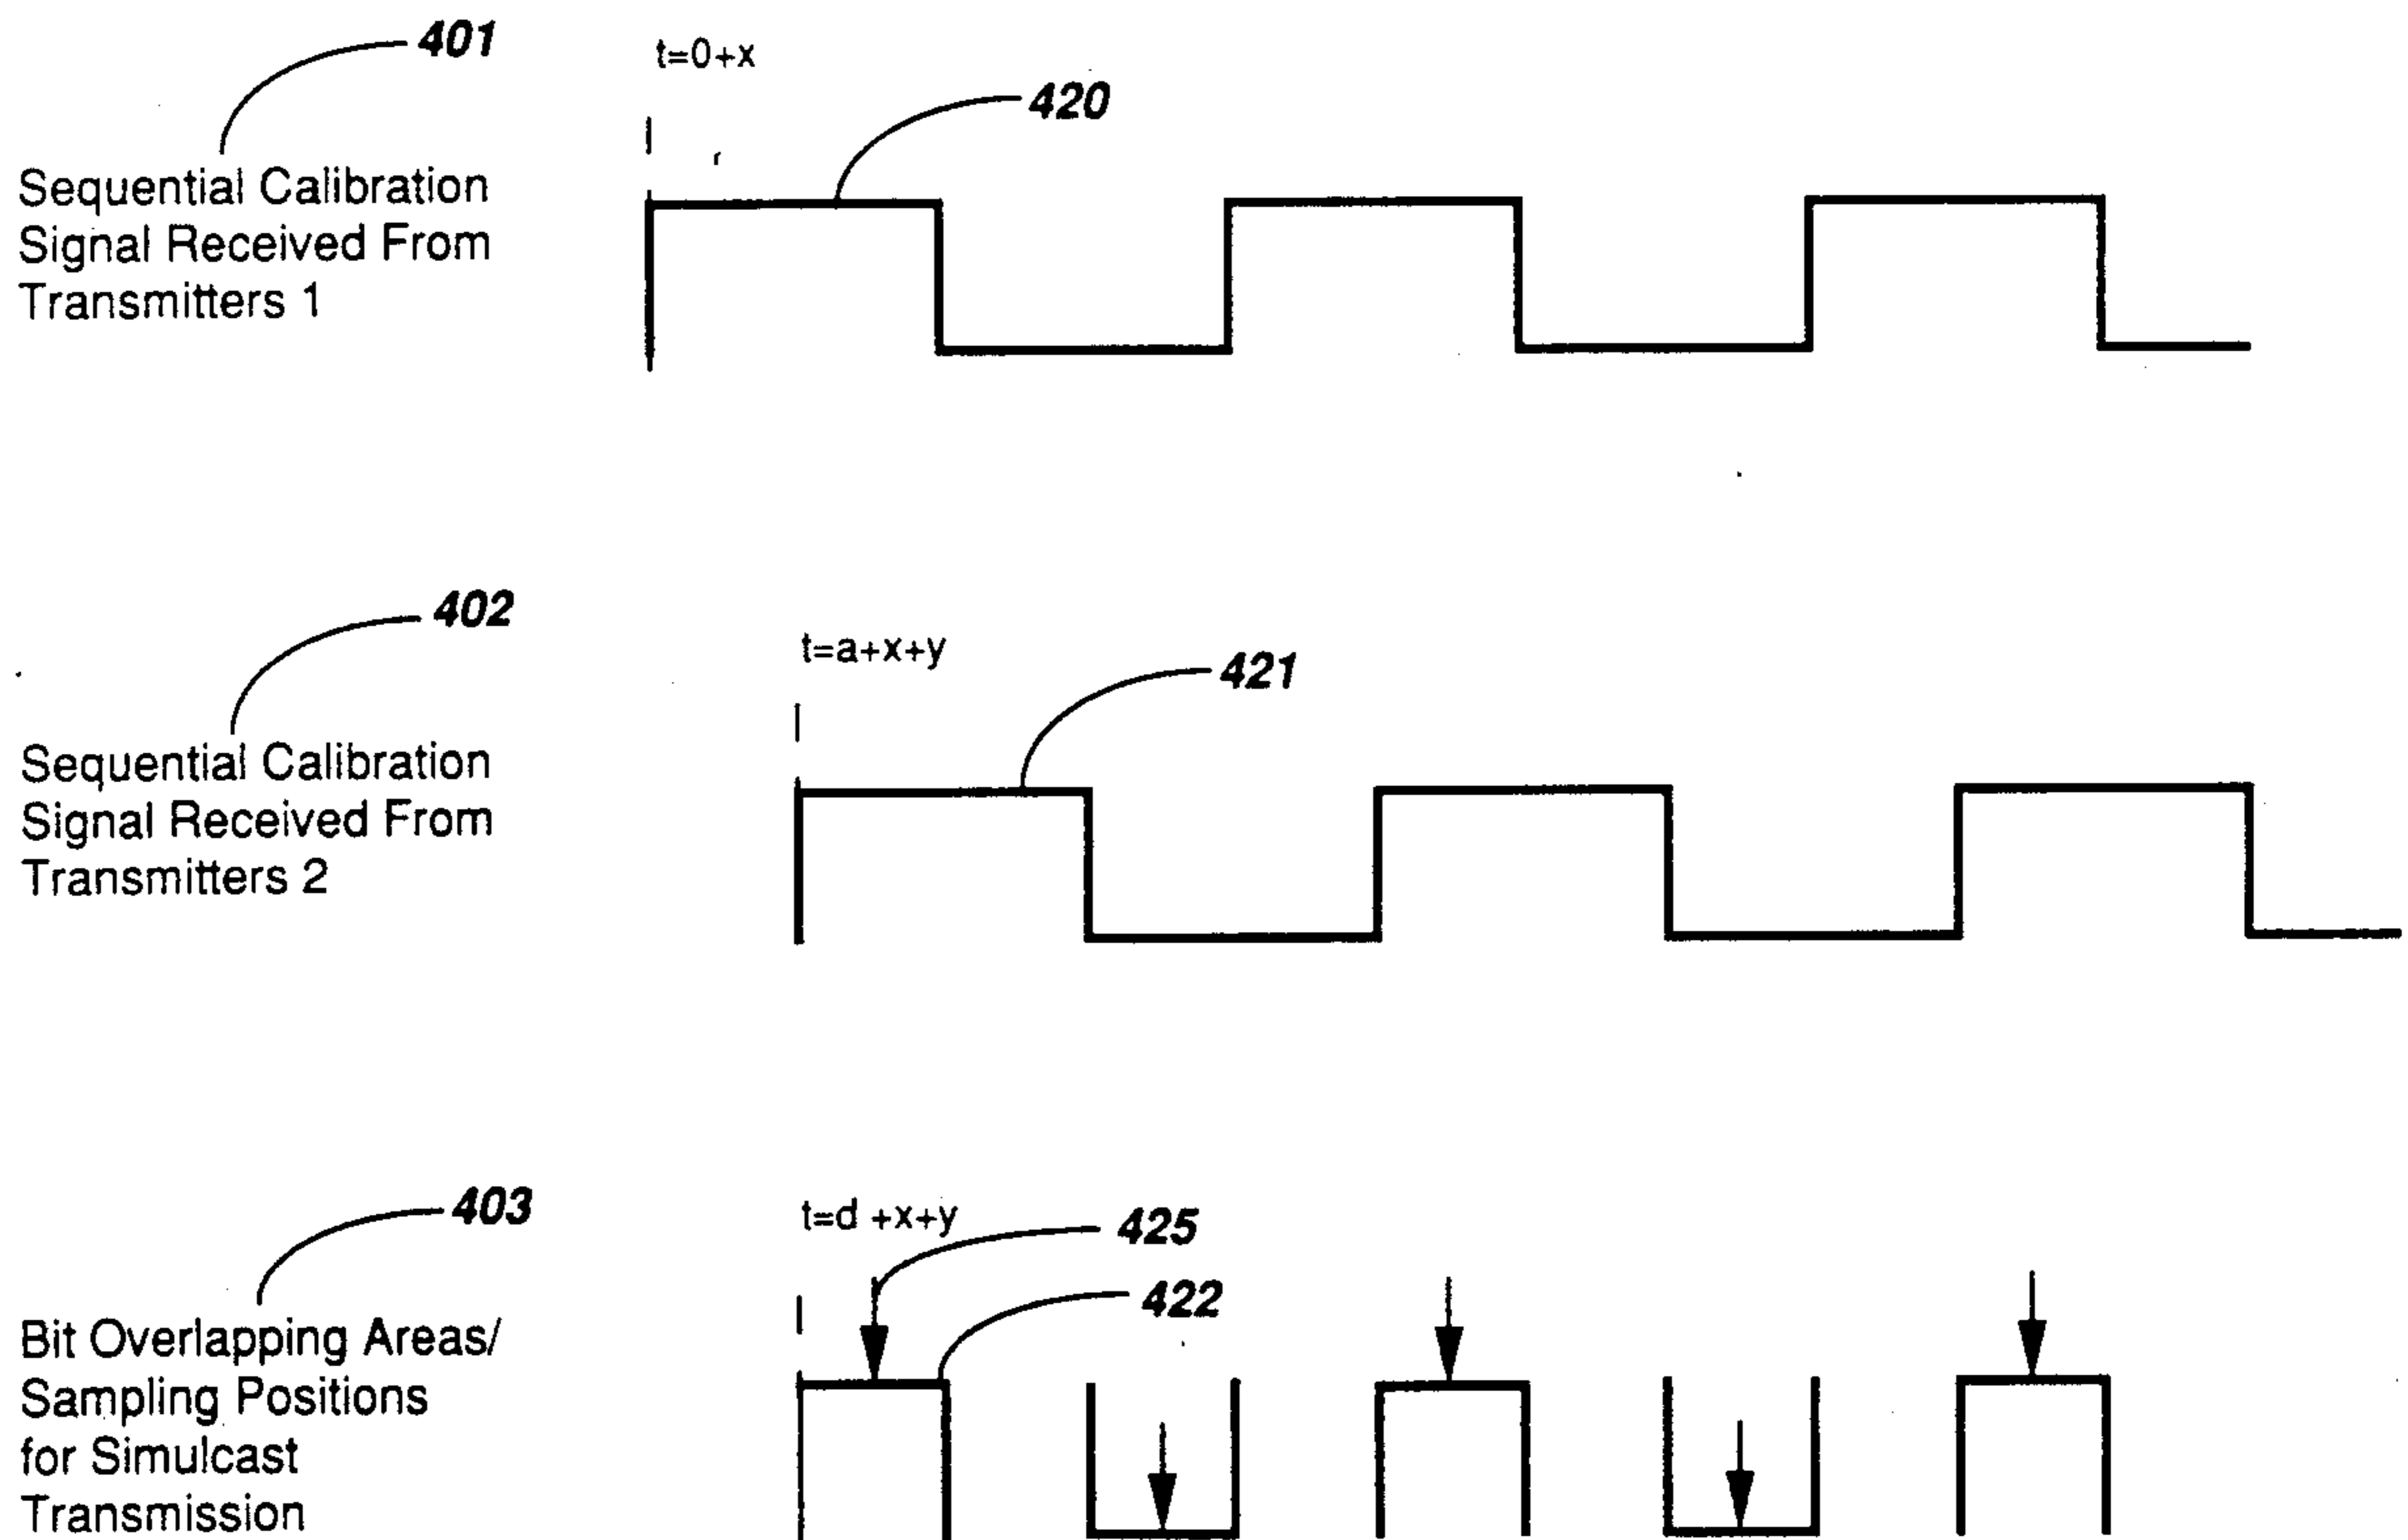 401
t=0+x
420
Sequential Calibration
Signal Received From
Transmitters 1
402
t=a+x+y
421
Sequential Calibration
Signal Received From
Transmitters 2
403
t=d +x+y
425
422
Bit Overlapping Areas/
Sampling Positions
for Simulcast
Transmission